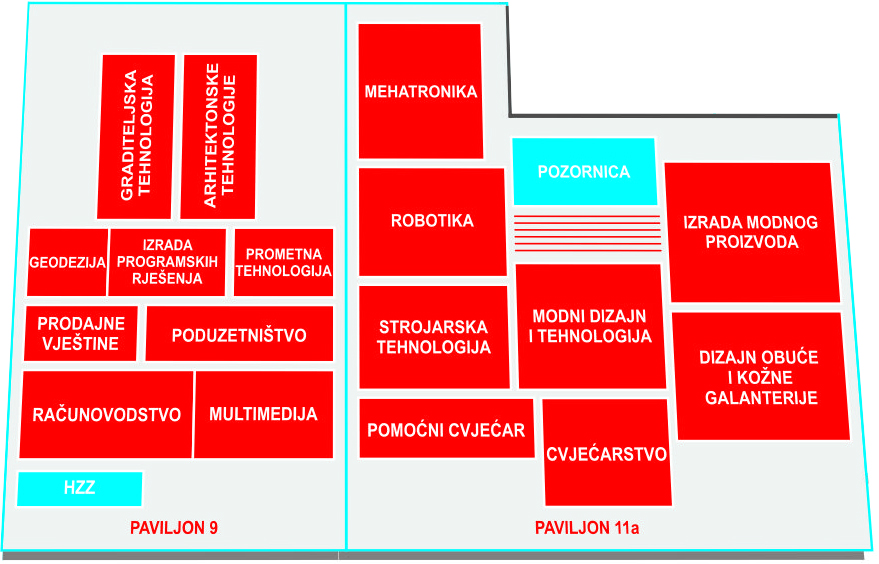 GRADITELJSKA
TEHNOLOGIJA
ARHITEKTONSKE
TEHNOLOGIJE
GEODEZIJA
IZRADA
PROGRAMSKIH
RJEŠENJA
PROMETNA
TEHNOLOGIJA
PRODAJNE
VJEŠTINE
PODUZETNIŠTVO
RAČUNOVODSTVO
MULTIMEDIJA
HZZ
PAVILJON 9
MEHATRONIKA
POZORNICA
ROBOTIKA
IZRADA MODNOG
PROIZVODA
STROJARSKA
TEHNOLOGIJA
MODNI DIZAJN
I TEHNOLOGIJA
DIZAJN OBUĆE
I KOŽNE
GALANTERIJE
POMOĆNI CVJEĆAR
CVJEĆARSTVO
PAVILJON 11a